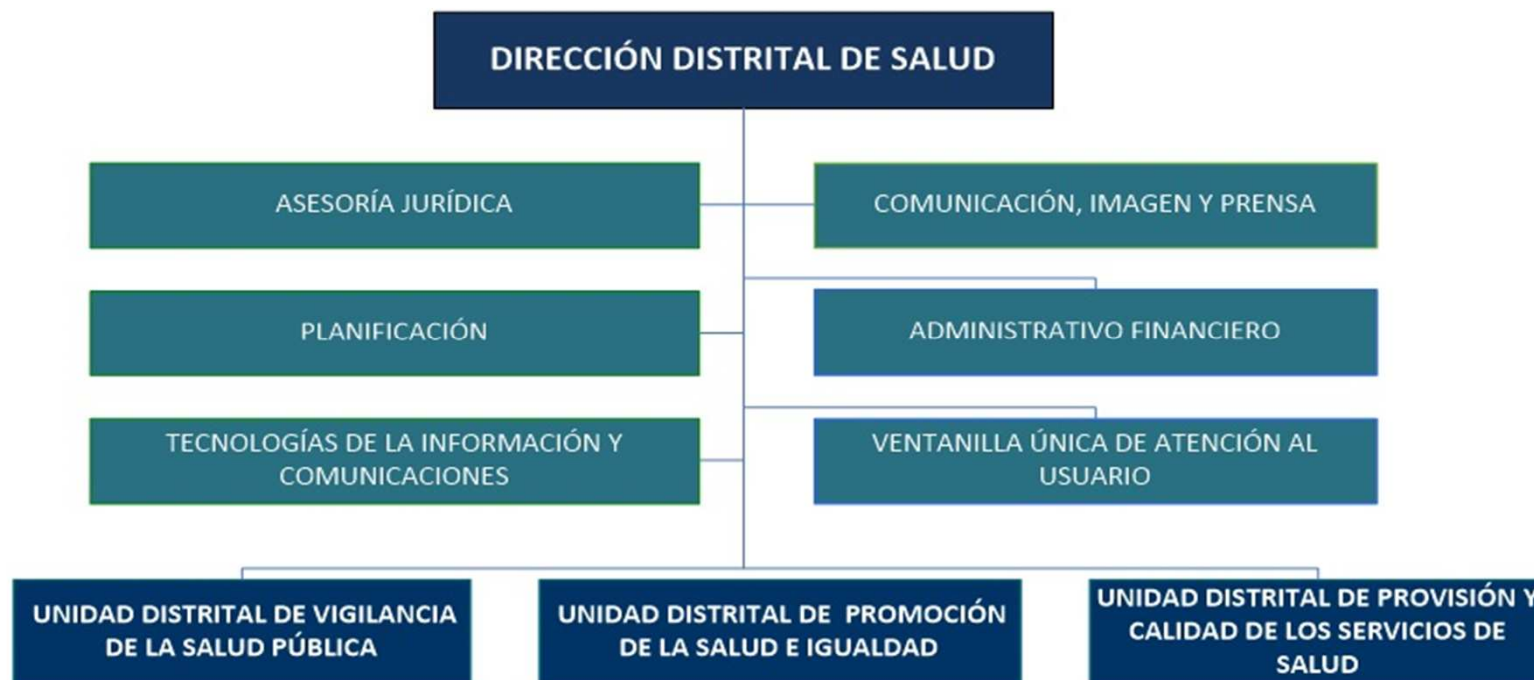 DIRECCIÓN DISTRITAL DE SALUD
ASESORÍA JURÍDICA
COMUNICACIÓN, IMAGEN Y PRENSA
PLANIFICACIÓN
ADMINISTRATIVO FINANCIERO
TECNOLOGÍAS DE LA INFORMACIÓN Y
COMUNICACIONES
VENTANILLA ÚNICA DE ATENCIÓN AL
USUARIO
UNIDAD DISTRITAL DE VIGILANCIA
DE LA SALUD PÚBLICA
UNIDAD DISTRITAL DE PROMOCIÓN
DE LA SALUD E IGUALDAD
UNIDAD DISTRITAL DE PROVISIÓN Y
CALIDAD DE LOS SERVICIOS DE
SALUD